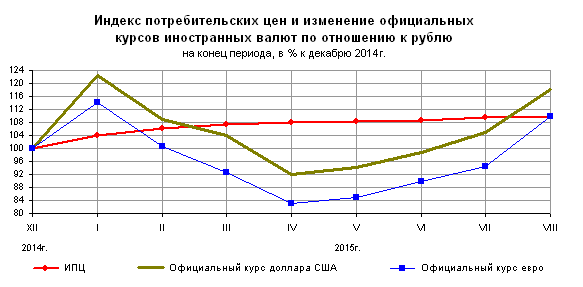 Индекс потребительских цен и изменение официальных
курсов иностранных валют по отношению к рублю
на конец периода, в % к декабрю 2014г.
124
120
116
112
108
104
100
96
92
88
84
80
XII I II III IV V VI VII VIII
2014г. 2015г.
ИПЦ Официальный курс доллара США Официальный курс евро